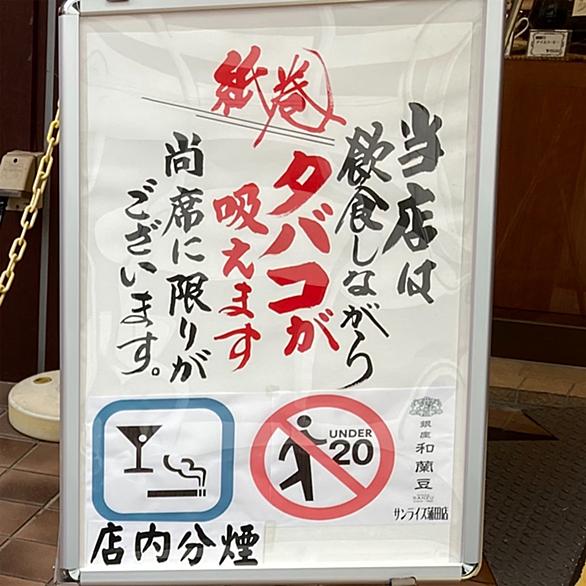 当店は
飲食しながら
紙巻
タバコが
吸えます
尚席に限りが
ございます。
UNDER
20
銀座
和蘭豆
RANZU
サンライズ蒲田店
店内分煙